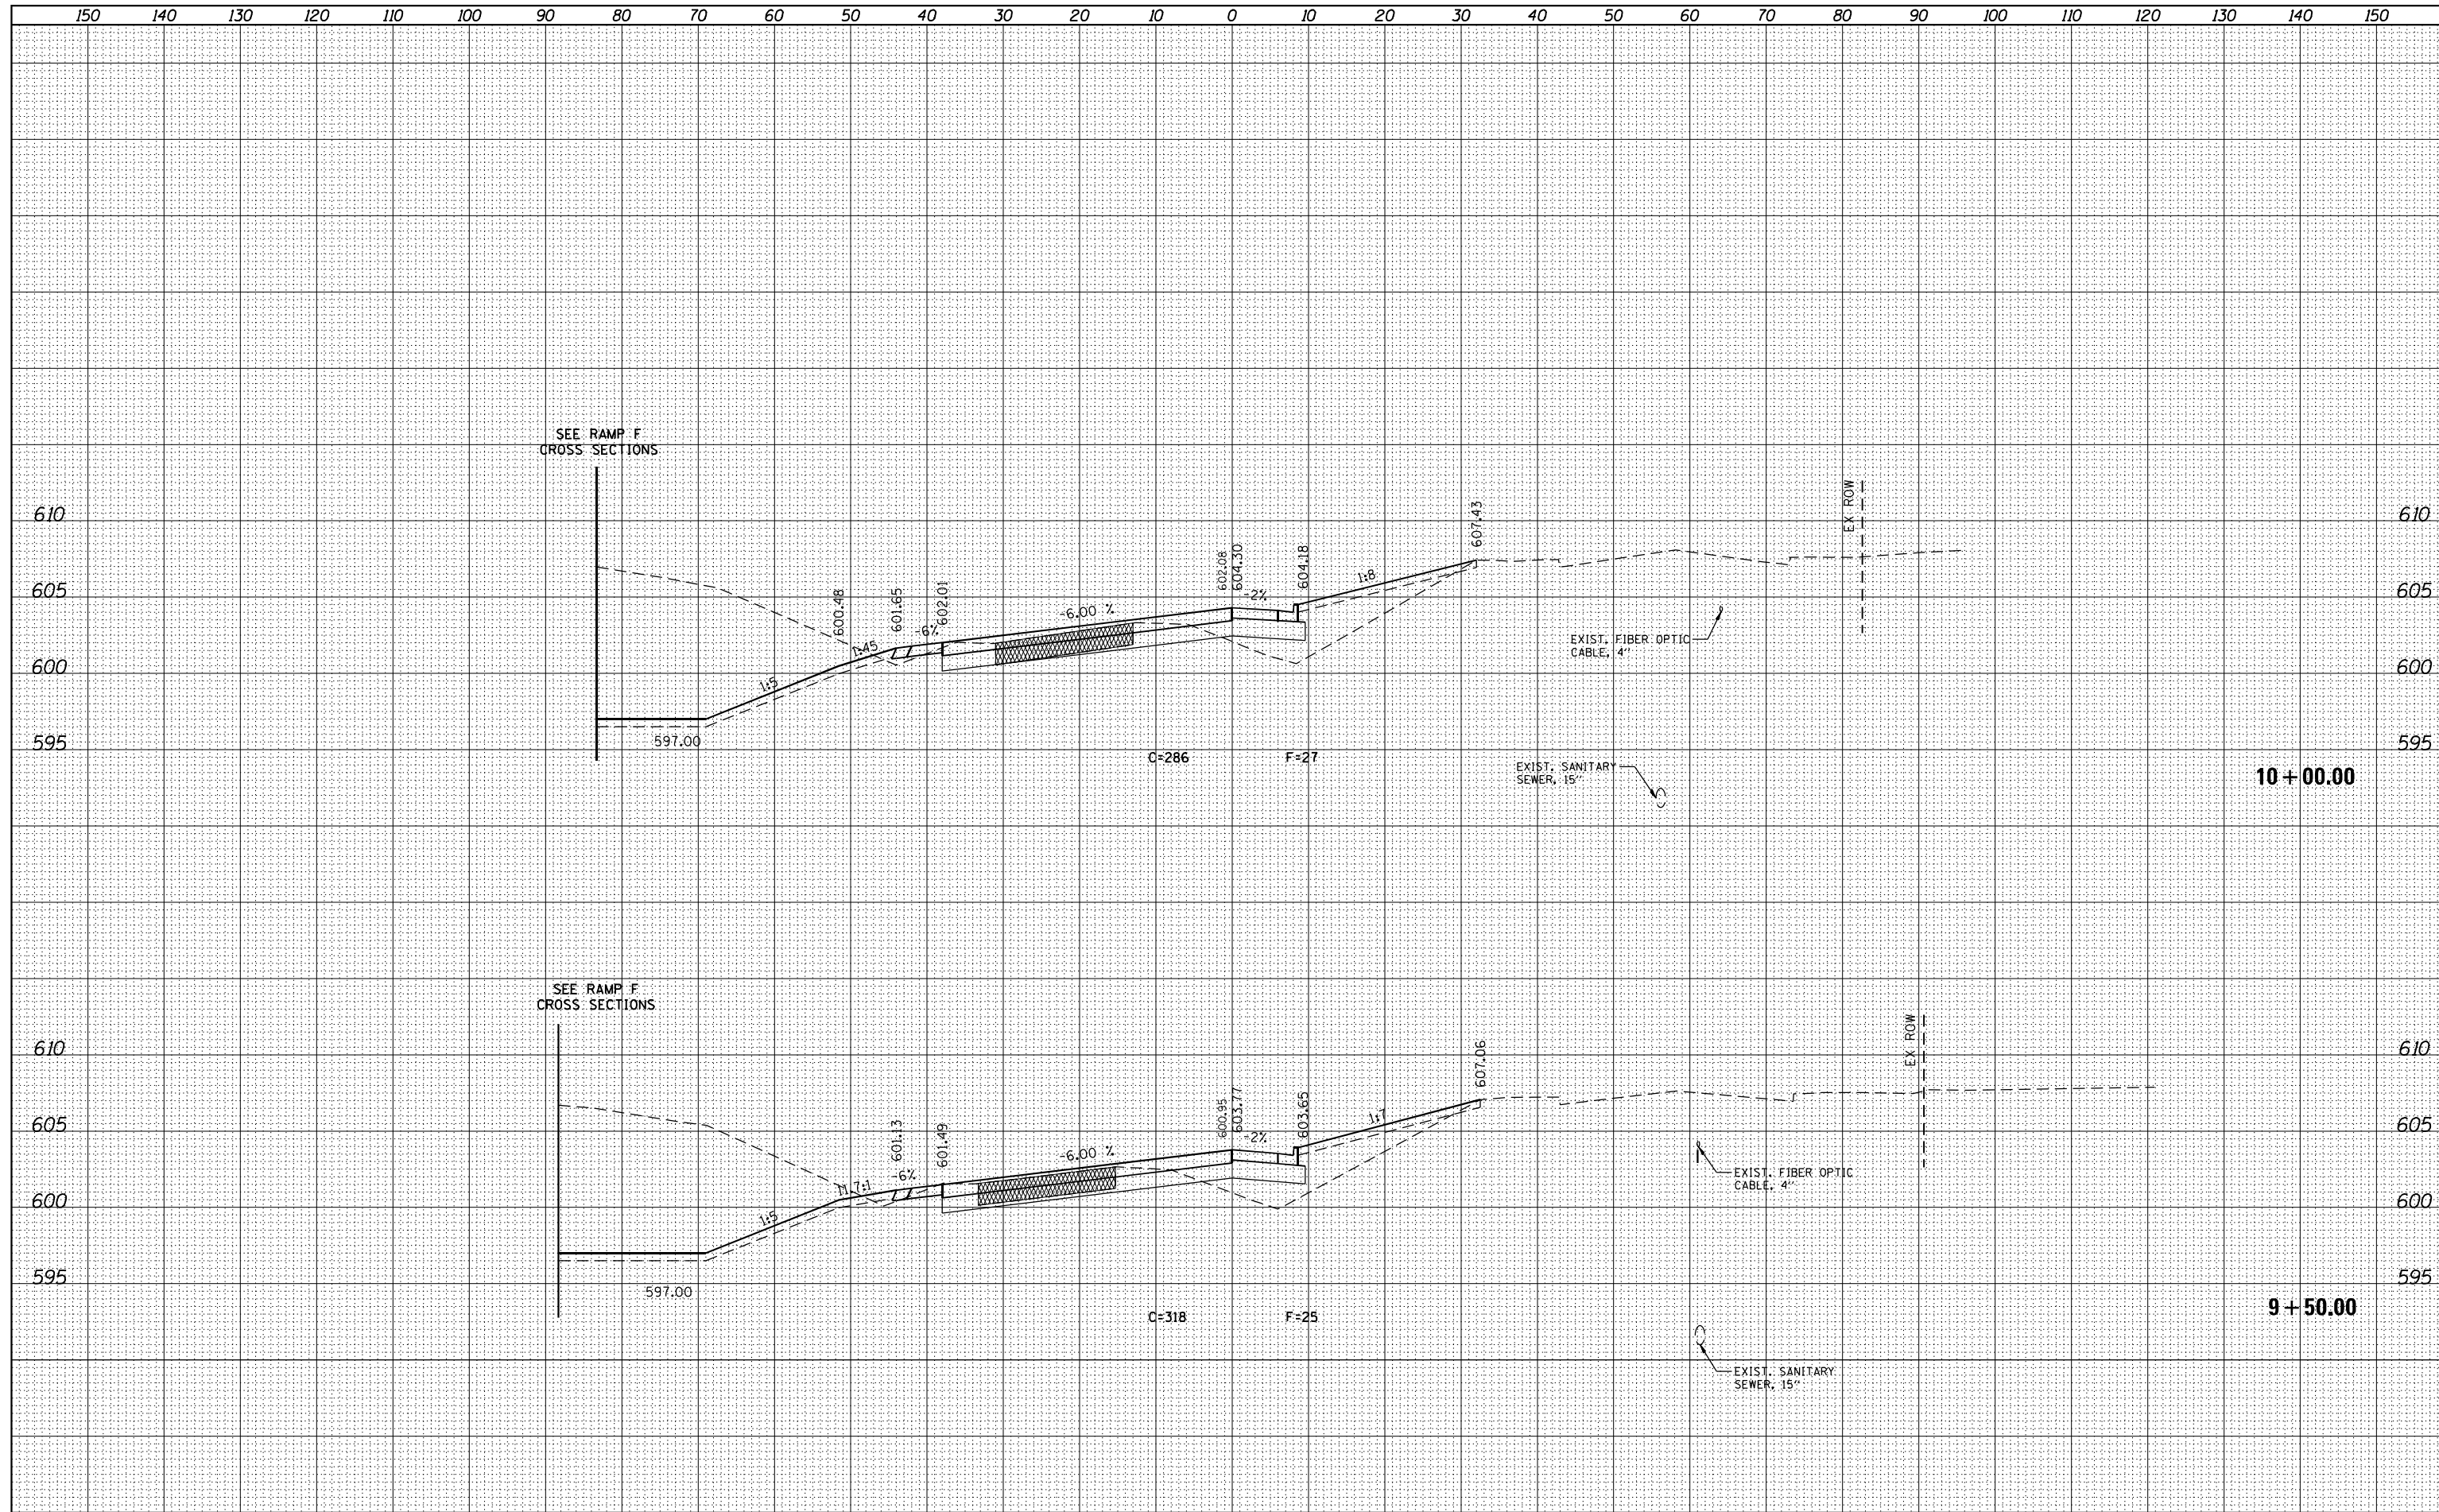 150 140 130 120 110 100 90 80 70 60 50 40 30 20 10 0 10 20 30 40 50 60 70 80 90 100 110 120 130 140 150
SEE RAMP F
CROSS SECTIONS
610
605
600
595
597.00
1:5
600.48
1:45
601.65
-6%
602.01
-6.00 %
602.08
604.30
-2%
604.18
1:8
607.43
EX ROW
EXIST. FIBER OPTIC
CABLE, 4"
EXIST. SANITARY
SEWER, 15"
C=286
F=27
610
605
600
595
10+00.00
SEE RAMP F
CROSS SECTIONS
610
605
600
595
597.00
1:5
11.7:1
601.13
-6%
601.49
-6.00 %
600.95
603.77
-2%
603.65
1:7
607.06
EX ROW
EXIST. FIBER OPTIC
CABLE, 4"
EXIST. SANITARY
SEWER, 15"
C=318
F=25
610
605
600
595
9+50.00